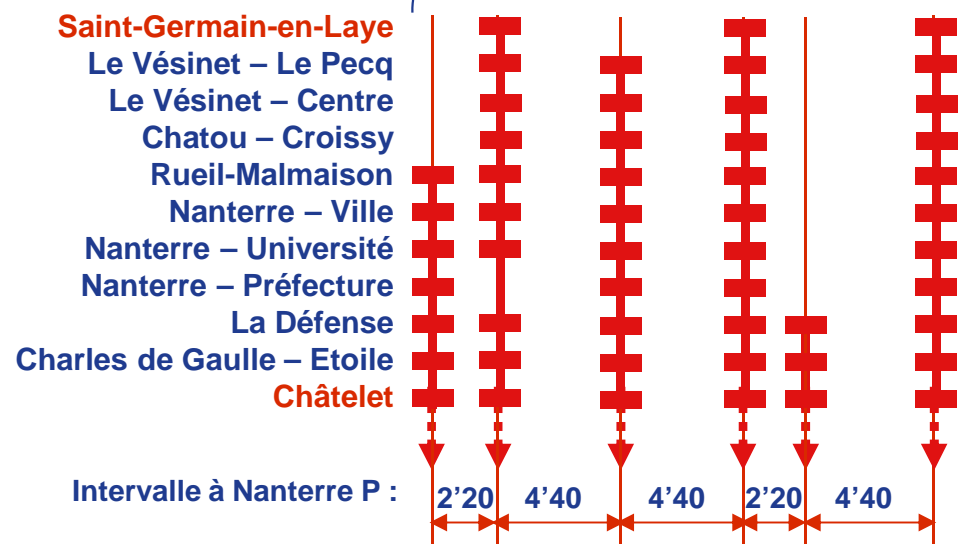 Saint-Germain-en-Laye
Le Vésinet – Le Pecq
Le Vésinet – Centre
Chatou – Croissy
Rueil-Malmaison
Nanterre – Ville
Nanterre – Université
Nanterre – Préfecture
La Défense
Charles de Gaulle – Etoile
Châtelet
Intervalle à Nanterre P : 2’20 4’40 4’40 2’20 4’40